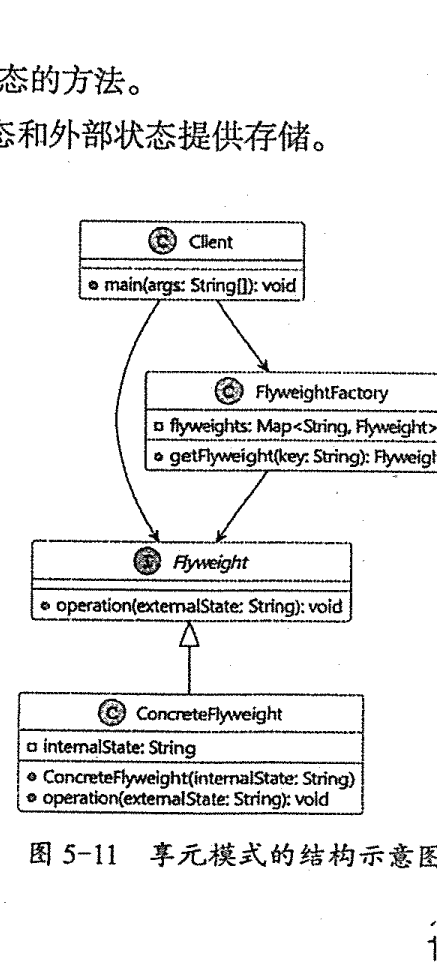 态的方法。
态和外部状态提供存储。
C Client
main(args: String[]): void
C FlyweightFactory
flyweights: Map<String, Flyweight>
getFlyweight(key: String): Flyweigh
I Flyweight
operation(externalState: String): void
C ConcreteFlyweight
internalState: String
ConcreteFlyweight(internalState: String)
operation(externalState: String): void
图 5-11 享元模式的结构示意图